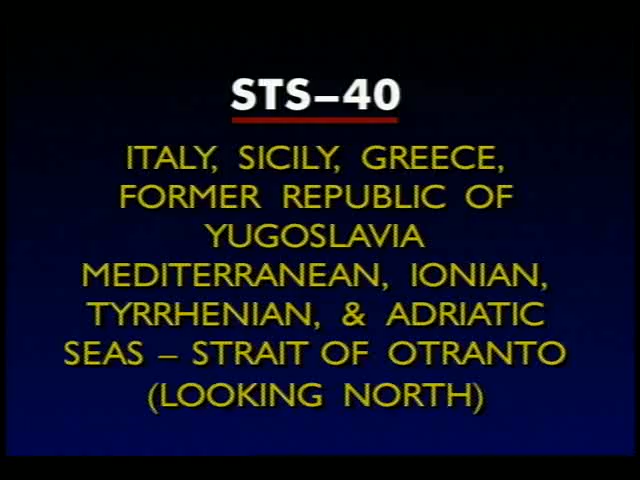 STS–40
ITALY, SICILY, GREECE,
FORMER REPUBLIC OF
YUGOSLAVIA
MEDITERRANEAN, IONIAN,
TYRRHENIAN, & ADRIATIC
SEAS – STRAIT OF OTRANTO
(LOOKING NORTH)